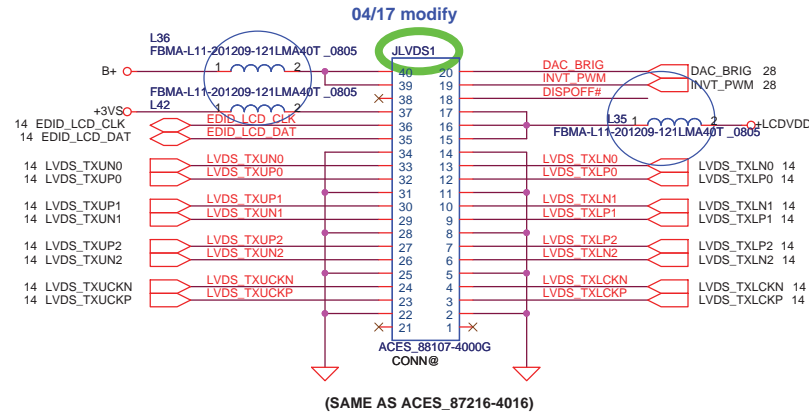 04/17 modify
L36
FBMA-L11-201209-121LMA40T _0805
JLVDS1
B+ 1 2 40 20 DAC_BRIG DAC_BRIG 28
39 19 INVT_PWM INVT_PWM 28
FBMA-L11-201209-121LMA40T _0805 38 18 DISPOFF#
+3VS 1 2 37 17
L42 L35
14 EDID_LCD_CLK EDID_LCD_CLK 36 16 1 2 +LCDVDD
14 EDID_LCD_DAT EDID_LCD_DAT 35 15 FBMA-L11-201209-121LMA40T _0805
34 14
14 LVDS_TXUN0 LVDS_TXUN0 33 13 LVDS_TXLN0 LVDS_TXLN0 14
14 LVDS_TXUP0 LVDS_TXUP0 32 12 LVDS_TXLP0 LVDS_TXLP0 14
31 11
14 LVDS_TXUP1 LVDS_TXUP1 30 10 LVDS_TXLN1 LVDS_TXLN1 14
14 LVDS_TXUN1 LVDS_TXUN1 29 9 LVDS_TXLP1 LVDS_TXLP1 14
28 8
14 LVDS_TXUP2 LVDS_TXUP2 27 7 LVDS_TXLP2 LVDS_TXLP2 14
14 LVDS_TXUN2 LVDS_TXUN2 26 6 LVDS_TXLN2 LVDS_TXLN2 14
25 5
14 LVDS_TXUCKN LVDS_TXUCKN 24 4 LVDS_TXLCKN LVDS_TXLCKN 14
14 LVDS_TXUCKP LVDS_TXUCKP 23 3 LVDS_TXLCKP LVDS_TXLCKP 14
22 2
21 1
ACES_88107-4000G
CONN@
(SAME AS ACES_87216-4016)